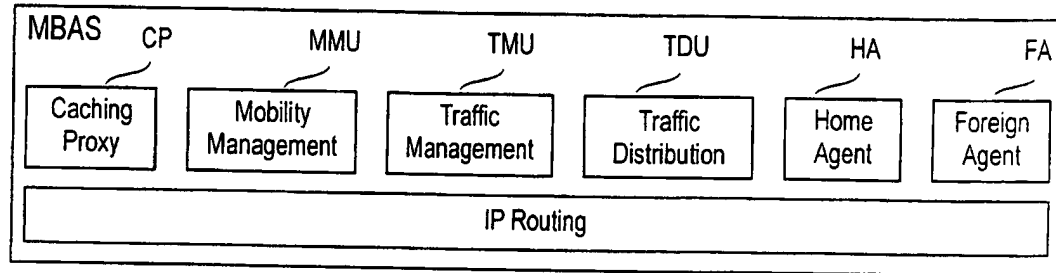 MBAS
CP MMU TMU TDU HA FA
Caching
Proxy
Mobility
Management
Traffic
Management
Traffic
Distribution
Home
Agent
Foreign
Agent
IP Routing